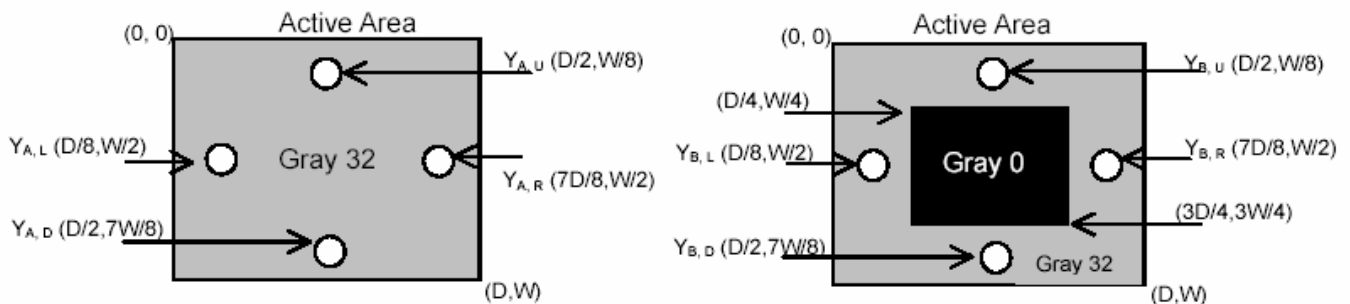 Active Area
(0, 0)
Y_A, U (D/2,W/8)
Y_A, L (D/8,W/2)
Gray 32
Y_A, R (7D/8,W/2)
Y_A, D (D/2,7W/8)
(D,W)
Active Area
(0, 0)
Y_B, U (D/2,W/8)
(D/4,W/4)
Y_B, L (D/8,W/2)
Gray 0
Y_B, R (7D/8,W/2)
(3D/4,3W/4)
Y_B, D (D/2,7W/8)
Gray 32
(D,W)